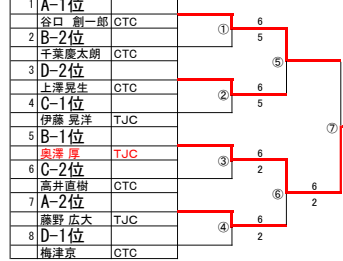 1 A-1位
谷口 創一郎 CTC
① 6
2 B-2位 5
千葉慶太朗 CTC
⑤
3 D-2位
上澤晃生 CTC
② 6
4 C-1位 5
伊藤 晃洋 TJC
⑦
5 B-1位
奥澤 厚 TJC
③ 6
6 C-2位 2
高井直樹 CTC
⑥ 6
7 A-2位 2
藤野 広大 TJC
④ 6
8 D-1位 2
梅津京 CTC